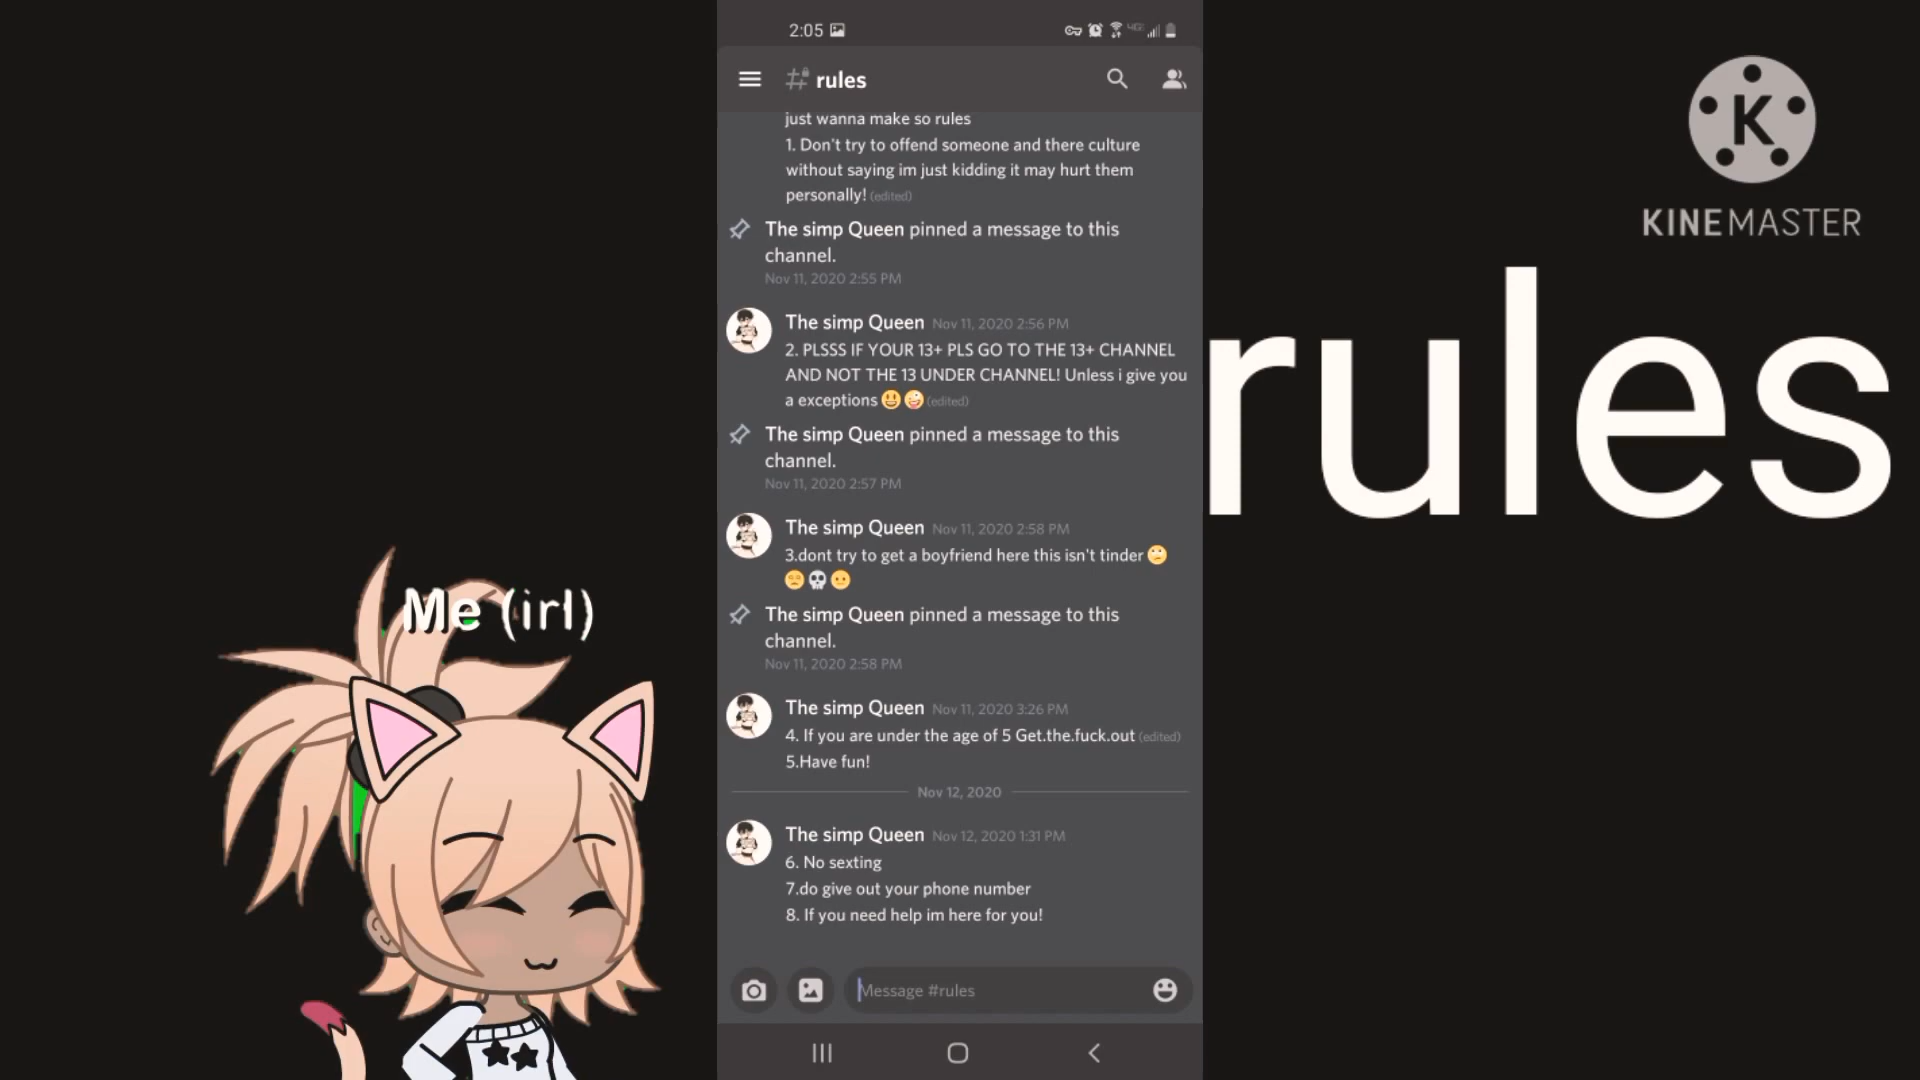 2:05
rules
just wanna make so rules
1. Don't try to offend someone and there culture
without saying im just kidding it may hurt them
personally! (edited)
The simp Queen pinned a message to this
channel.
Nov 11, 2020 2:55 PM
The simp Queen Nov 11, 2020 2:56 PM
2. PLSSS IF YOUR 13+ PLS GO TO THE 13+ CHANNEL
AND NOT THE 13 UNDER CHANNEL! Unless i give you
a exceptions 😃🤪 (edited)
The simp Queen pinned a message to this
channel.
Nov 11, 2020 2:57 PM
The simp Queen Nov 11, 2020 2:58 PM
3.dont try to get a boyfriend here this isn't tinder 🙄
😒💀😐
The simp Queen pinned a message to this
channel.
Nov 11, 2020 2:58 PM
The simp Queen Nov 11, 2020 3:26 PM
4. If you are under the age of 5 Get.the.fuck.out (edited)
5.Have fun!
Nov 12, 2020
The simp Queen Nov 12, 2020 1:31 PM
6. No sexting
7.do give out your phone number
8. If you need help im here for you!
Message #rules
Me (irl)
K
KINEMASTER
rules